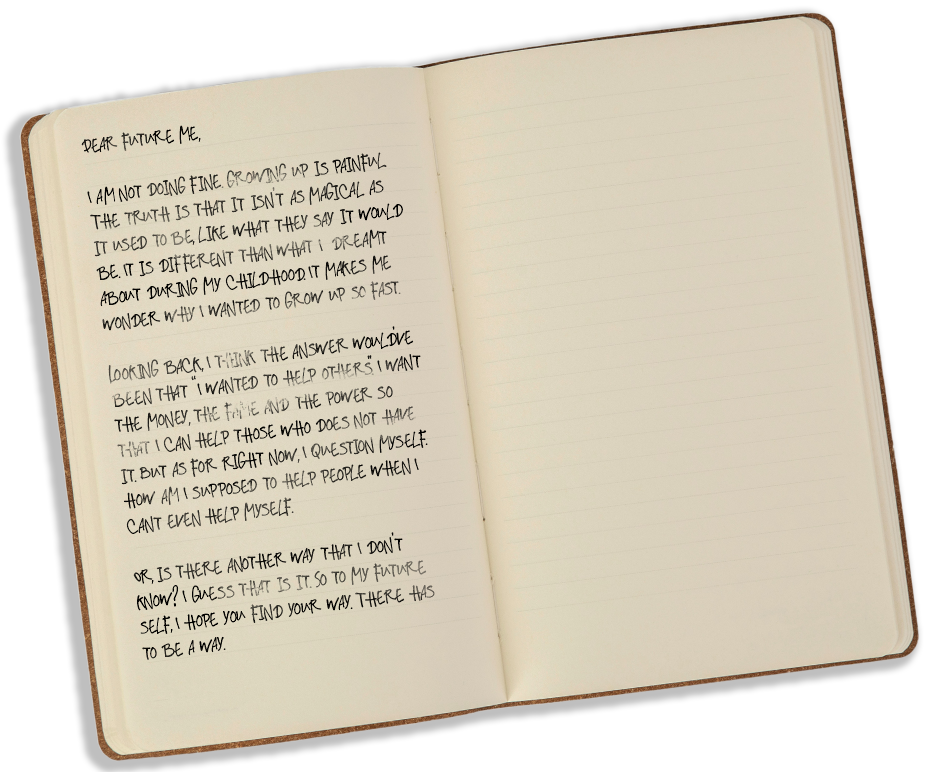 DEAR FUTURE ME,
I AM NOT DOING FINE. GROWING UP IS PAINFUL
THE TRUTH IS THAT IT ISN'T AS MAGICAL AS
IT USED TO BE, LIKE WHAT THEY SAY IT WOULD
BE. IT IS DIFFERENT THAN WHAT I DREAMT
ABOUT DURING MY CHILDHOOD. IT MAKES ME
WONDER WHY I WANTED TO GROW UP SO FAST.
LOOKING BACK, I THINK THE ANSWER WOULD'VE
BEEN THAT "I WANTED TO HELP OTHERS." I WANT
THE MONEY, THE FAME AND THE POWER SO
THAT I CAN HELP THOSE WHO DOES NOT HAVE
IT. BUT AS FOR RIGHT NOW, I QUESTION MYSELF.
HOW AM I SUPPOSED TO HELP PEOPLE WHEN I
CANT EVEN HELP MYSELF.
OR, IS THERE ANOTHER WAY THAT I DON'T
KNOW? I GUESS THAT IS IT. SO TO MY FUTURE
SELF, I HOPE YOU FIND YOUR WAY. THERE HAS
TO BE A WAY.